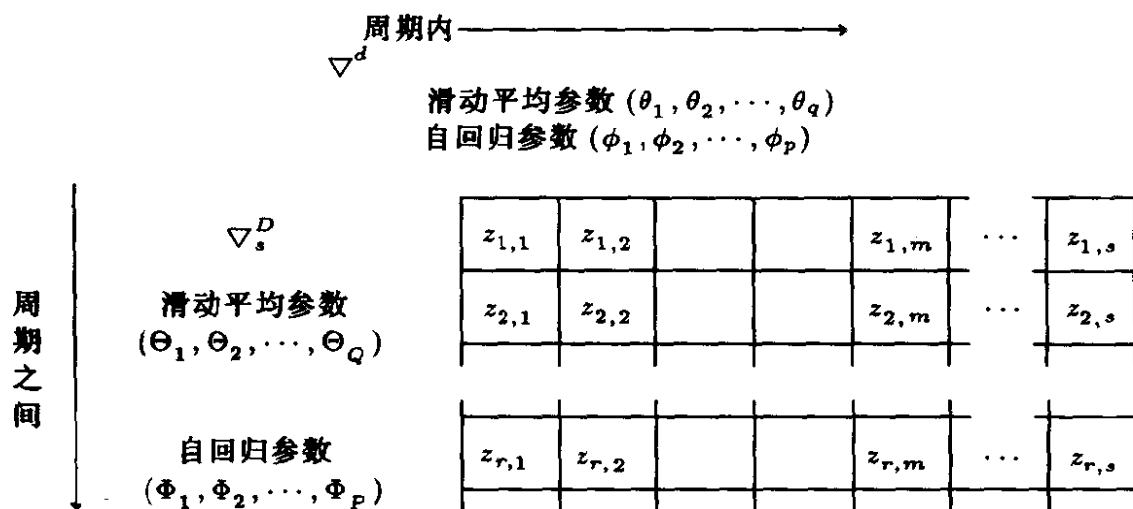 周期内
∇^d
滑动平均参数 (θ_1, θ_2, ···, θ_q)
自回归参数 (ϕ_1, ϕ_2, ···, ϕ_p)
∇_s^D
z_{1,1} z_{1,2} z_{1,m} ··· z_{1,s}
滑动平均参数
(Θ_1, Θ_2, ···, Θ_Q)
z_{2,1} z_{2,2} z_{2,m} ··· z_{2,s}
周期之间
自回归参数
(Φ_1, Φ_2, ···, Φ_P)
z_{r,1} z_{r,2} z_{r,m} ··· z_{r,s}